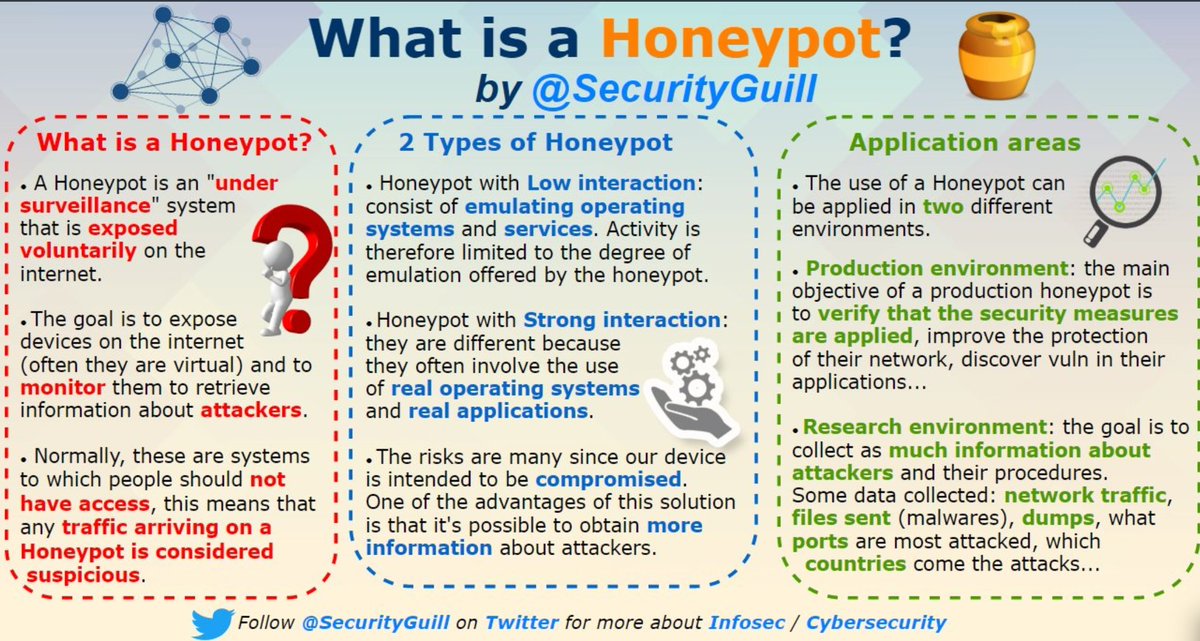 What is a Honeypot?
by @SecurityGuill
What is a Honeypot?
• A Honeypot is an "under
surveillance" system
that is exposed
voluntarily on the
internet.
• The goal is to expose
devices on the internet
(often they are virtual) and to
monitor them to retrieve
information about attackers.
• Normally, these are systems
to which people should not
have access, this means that
any traffic arriving on a
Honeypot is considered
suspicious.
2 Types of Honeypot
• Honeypot with Low interaction:
consist of emulating operating
systems and services. Activity is
therefore limited to the degree of
emulation offered by the honeypot.
• Honeypot with Strong interaction:
they are different because
they often involve the use
of real operating systems
and real applications.
• The risks are many since our device
is intended to be compromised.
One of the advantages of this solution
is that it's possible to obtain more
information about attackers.
Application areas
• The use of a Honeypot can
be applied in two different
environments.
• Production environment: the main
objective of a production honeypot is
to verify that the security measures
are applied, improve the protection
of their network, discover vuln in their
applications...
• Research environment: the goal is to
collect as much information about
attackers and their procedures.
Some data collected: network traffic,
files sent (malwares), dumps, what
ports are most attacked, which
countries come the attacks...
Follow @SecurityGuill on Twitter for more about Infosec / Cybersecurity